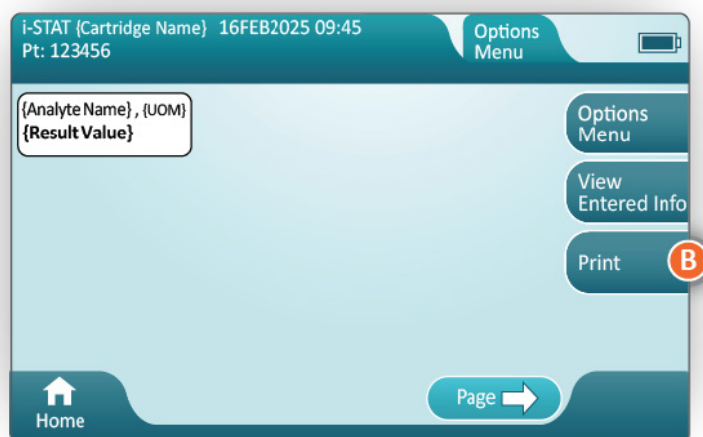 i-STAT {Cartridge Name} 16FEB2025 09:45
Pt: 123456
Options
Menu
{Analyte Name} , {UOM}
{Result Value}
Options
Menu
View
Entered Info
Print
B
Page
Home